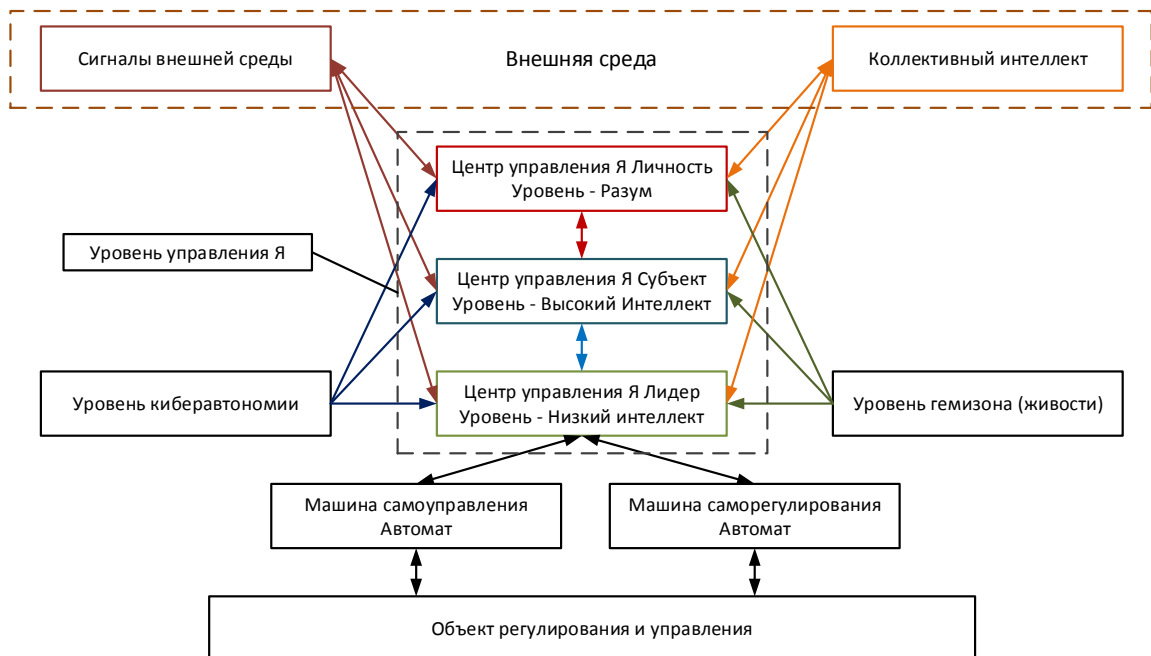 Сигналы внешней среды
Внешняя среда
Коллективный интеллект
Центр управления Я Личность
Уровень - Разум
Уровень управления Я
Центр управления Я Субъект
Уровень - Высокий Интеллект
Уровень киберавтономии
Центр управления Я Лидер
Уровень - Низкий интеллект
Уровень гемизона (живости)
Машина самоуправления
Автомат
Машина саморегулирования
Автомат
Объект регулирования и управления